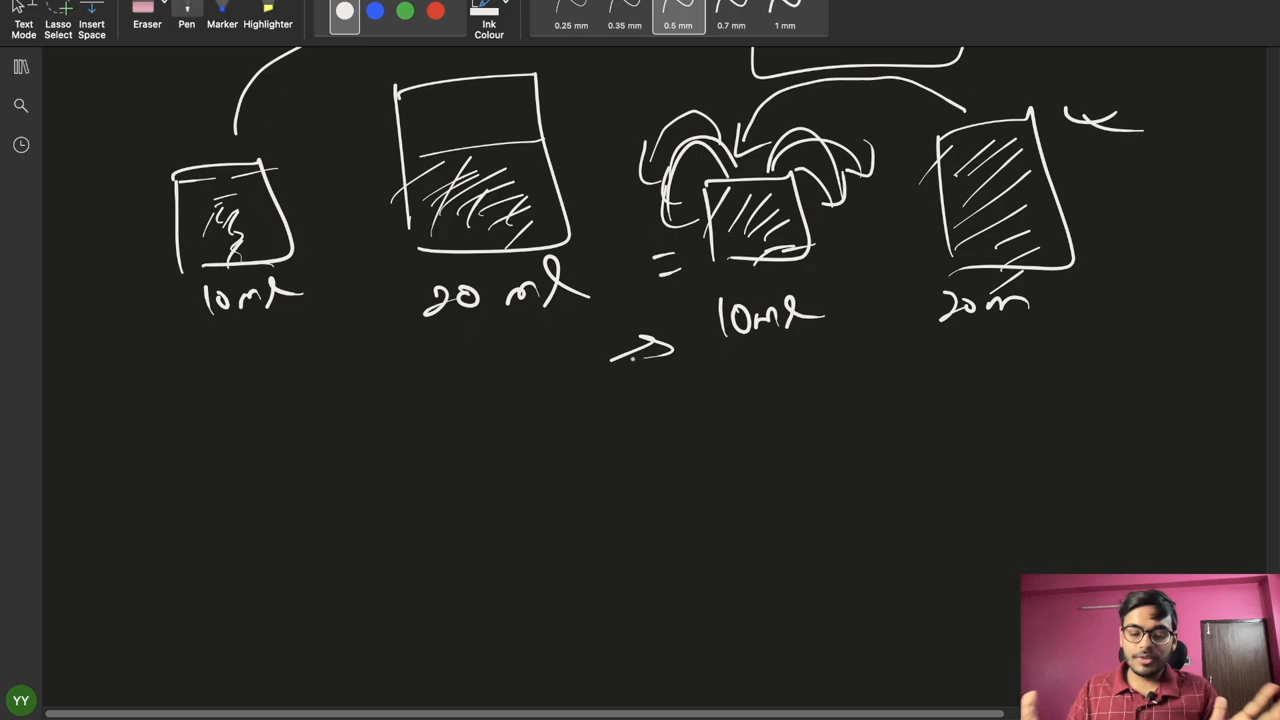 Text
Mode
Lasso
Select
Insert
Space
Eraser
Pen
Marker
Highlighter
Ink
Colour
0.25 mm
0.35 mm
0.5 mm
0.7 mm
1 mm
10ml
20 ml
=
10ml
20m
YY